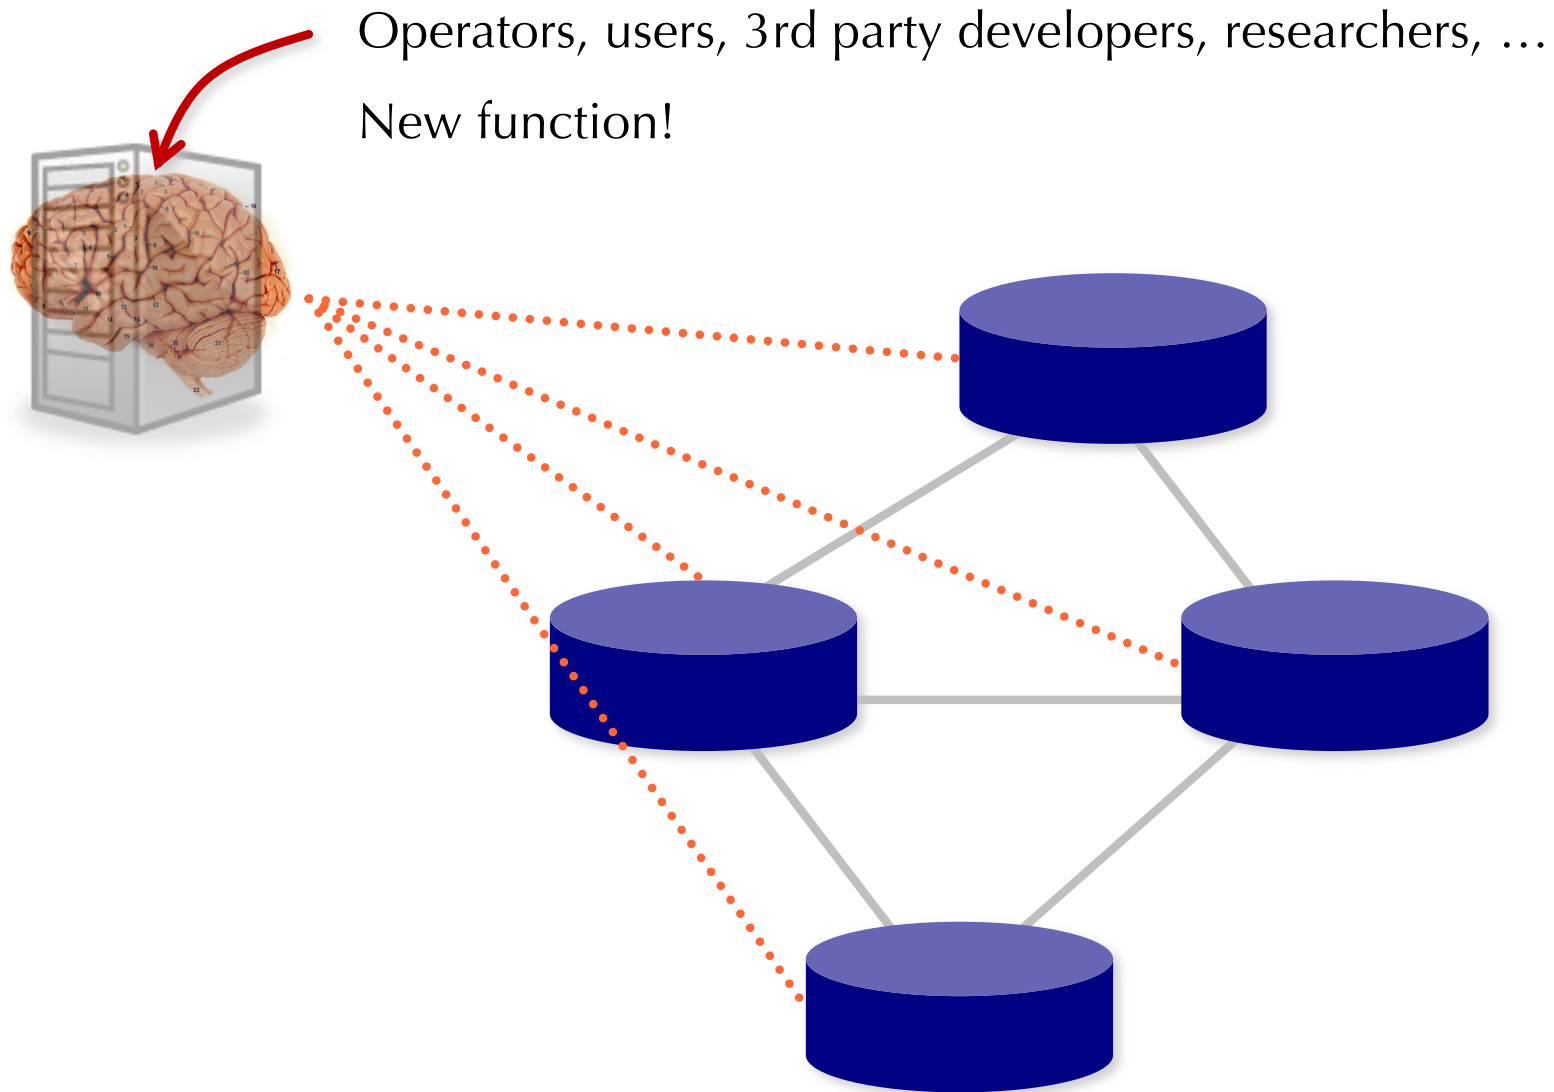 Operators, users, 3rd party developers, researchers, …
New function!